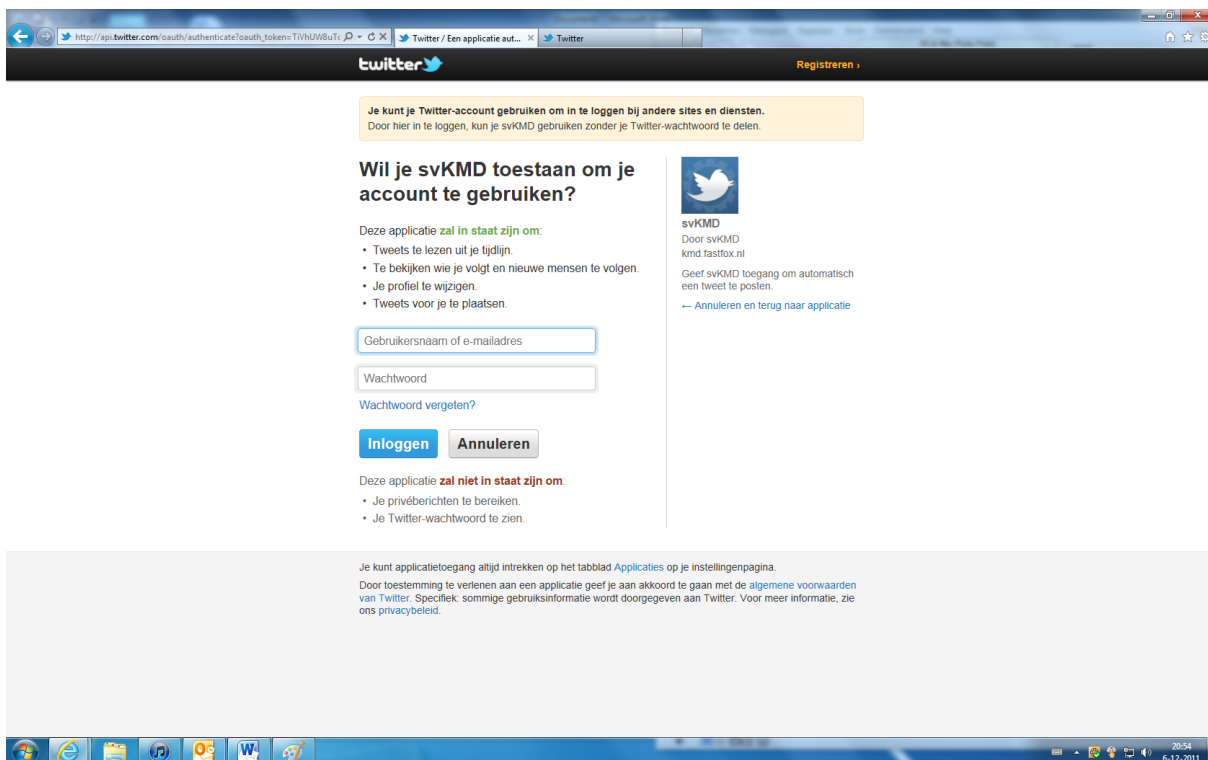 http://api.twitter.com/oauth/authenticate?oauth_token=TiVhUW8uTc
Twitter / Een applicatie aut...
Twitter
twitter
Registreren ›
Je kunt je Twitter-account gebruiken om in te loggen bij andere sites en diensten.
Door hier in te loggen, kun je svKMD gebruiken zonder je Twitter-wachtwoord te delen.
Wil je svKMD toestaan om je
account te gebruiken?
Deze applicatie zal in staat zijn om:
• Tweets te lezen uit je tijdlijn.
• Te bekijken wie je volgt en nieuwe mensen te volgen.
• Je profiel te wijzigen.
• Tweets voor je te plaatsen.
Gebruikersnaam of e-mailadres
Wachtwoord
Wachtwoord vergeten?
Inloggen
Annuleren
Deze applicatie zal niet in staat zijn om:
• Je privéberichten te bereiken.
• Je Twitter-wachtwoord te zien.
svKMD
Door svKMD
kmd.fastfox.nl
Geef svKMD toegang om automatisch
een tweet te posten.
← Annuleren en terug naar applicatie
Je kunt applicatietoegang altijd intrekken op het tabblad Applicaties op je instellingenpagina.
Door toestemming te verlenen aan een applicatie geef je aan akkoord te gaan met de algemene voorwaarden
van Twitter. Specifiek: sommige gebruiksinformatie wordt doorgegeven aan Twitter. Voor meer informatie, zie
ons privacybeleid.
20:54
6-12-2011